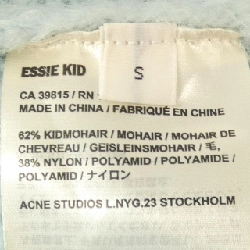 ESSIE KID
S
CA 39815 / RN -
MADE IN CHINA / FABRIQUÉ EN CHINE
62% KIDMOHAIR / MOHAIR / MOHAIR DE
CHEVREAU / GEISLEINSMOHAIR / 毛,
38% NYLON / POLYAMID / POLYAMIDE /
POLYAMID / ナイロン
ACNE STUDIOS L.NYG.23 STOCKHOLM